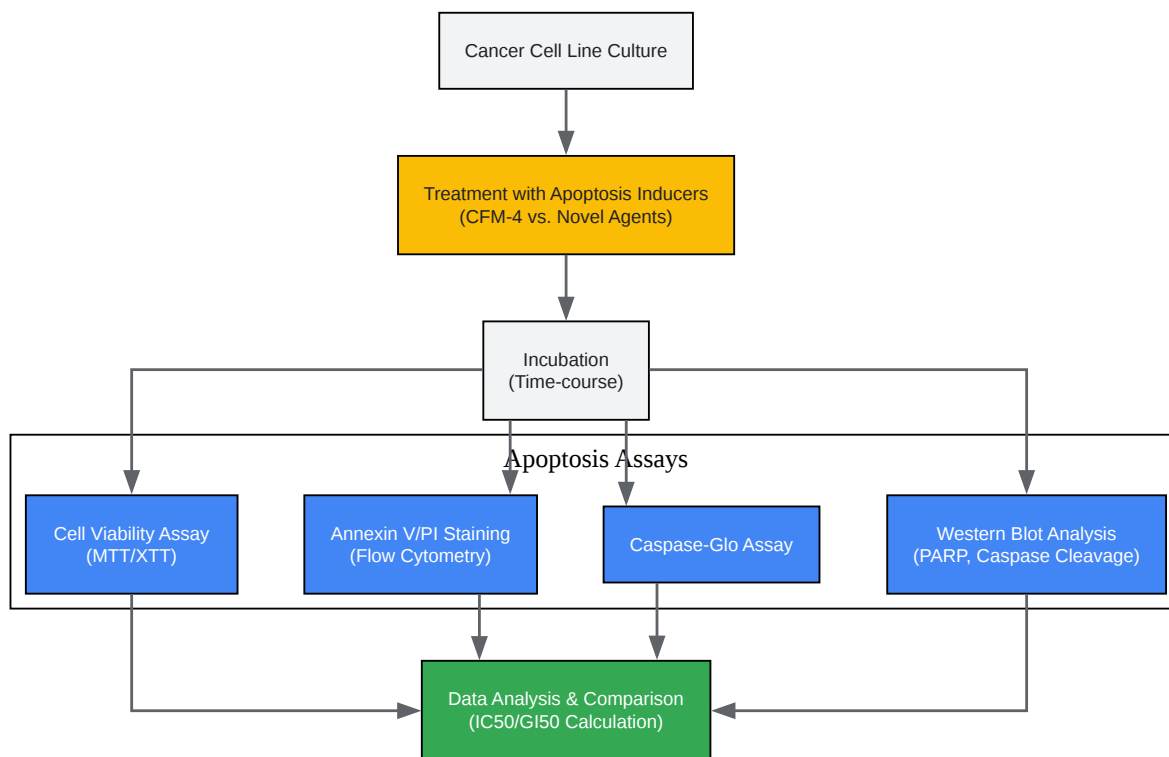 Cancer Cell Line Culture
Treatment with Apoptosis Inducers
(CFM-4 vs. Novel Agents)
Incubation
(Time-course)
Apoptosis Assays
Cell Viability Assay
(MTT/XTT)
Annexin V/PI Staining
(Flow Cytometry)
Caspase-Glo Assay
Western Blot Analysis
(PARP, Caspase Cleavage)
Data Analysis & Comparison
(IC50/GI50 Calculation)